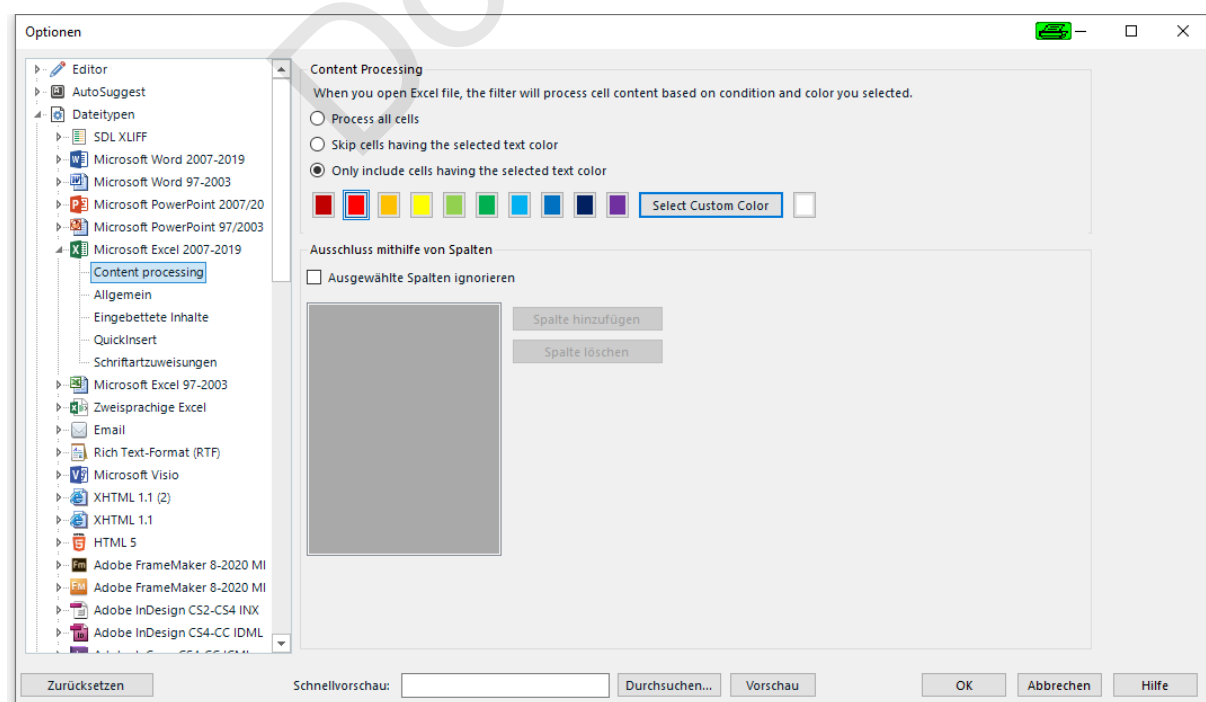 Do
Optionen
Editor
AutoSuggest
Dateitypen
SDL XLIFF
Microsoft Word 2007-2019
Microsoft Word 97-2003
Microsoft PowerPoint 2007/20
Microsoft PowerPoint 97/2003
Microsoft Excel 2007-2019
Content processing
Allgemein
Eingebettete Inhalte
QuickInsert
Schriftartzuweisungen
Microsoft Excel 97-2003
Zweisprachige Excel
Email
Rich Text-Format (RTF)
Microsoft Visio
XHTML 1.1 (2)
XHTML 1.1
HTML 5
Adobe FrameMaker 8-2020 MI
Adobe FrameMaker 8-2020 MI
Adobe InDesign CS2-CS4 INX
Adobe InDesign CS4-CC IDML
Content Processing
When you open Excel file, the filter will process cell content based on condition and color you selected.
Process all cells
Skip cells having the selected text color
Only include cells having the selected text color
Select Custom Color
Ausschluss mithilfe von Spalten
Ausgewählte Spalten ignorieren
Spalte hinzufügen
Spalte löschen
Zurücksetzen
Schnellvorschau:
Durchsuchen...
Vorschau
OK
Abbrechen
Hilfe